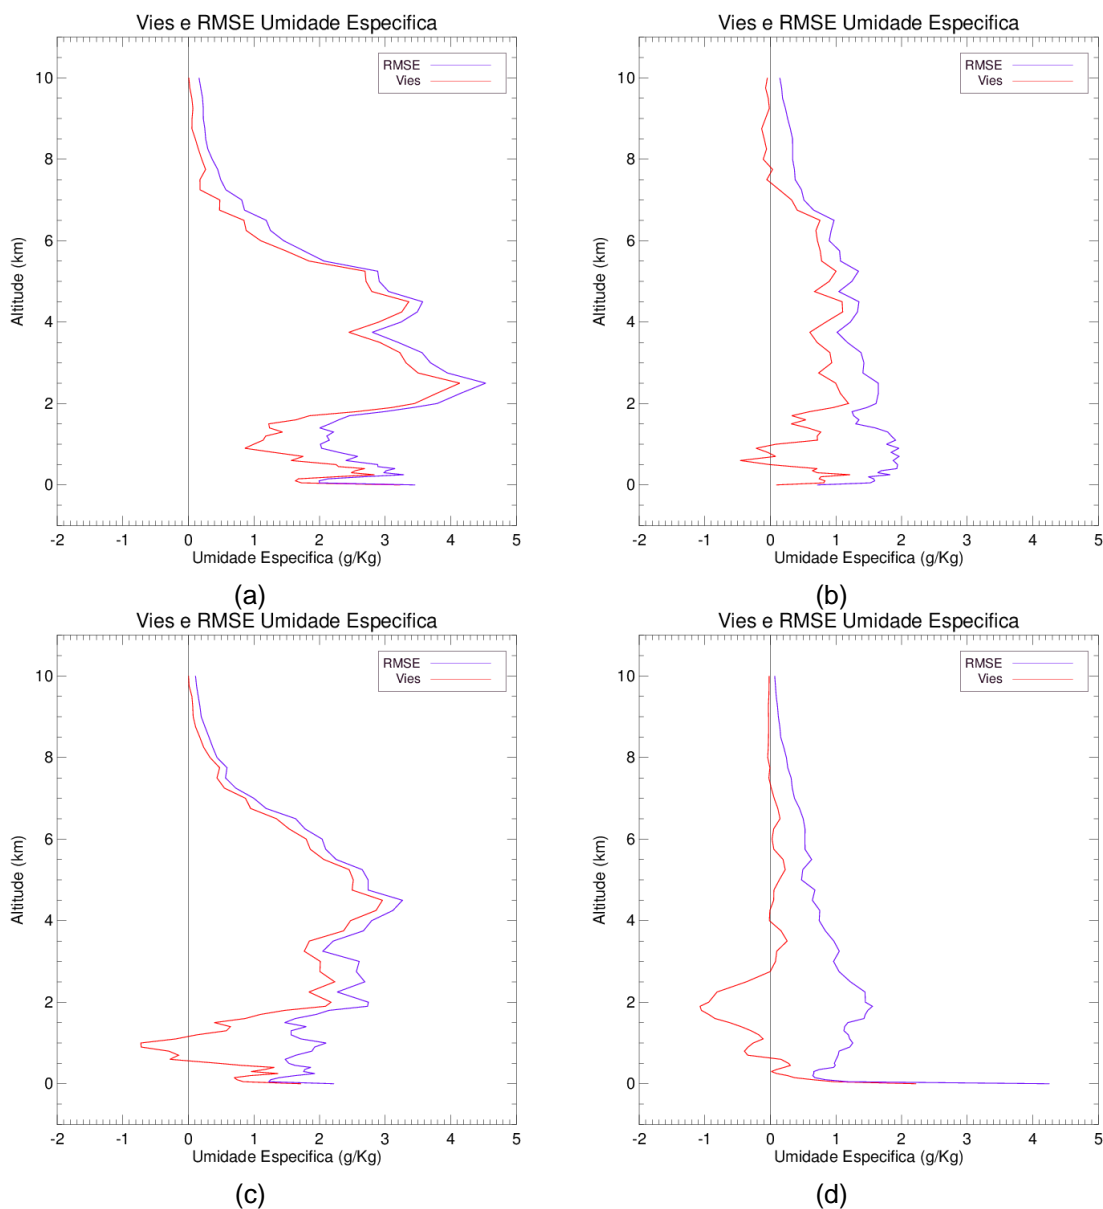 Vies e RMSE Umidade Especifica
RMSE
Vies
10
8
6
4
2
0
Altitude (km)
-2 -1 0 1 2 3 4 5
Umidade Especifica (g/Kg)
(a)
Vies e RMSE Umidade Especifica
RMSE
Vies
10
8
6
4
2
0
Altitude (km)
-2 -1 0 1 2 3 4 5
Umidade Especifica (g/Kg)
(b)
Vies e RMSE Umidade Especifica
RMSE
Vies
10
8
6
4
2
0
Altitude (km)
-2 -1 0 1 2 3 4 5
Umidade Especifica (g/Kg)
(c)
Vies e RMSE Umidade Especifica
RMSE
Vies
10
8
6
4
2
0
Altitude (km)
-2 -1 0 1 2 3 4 5
Umidade Especifica (g/Kg)
(d)